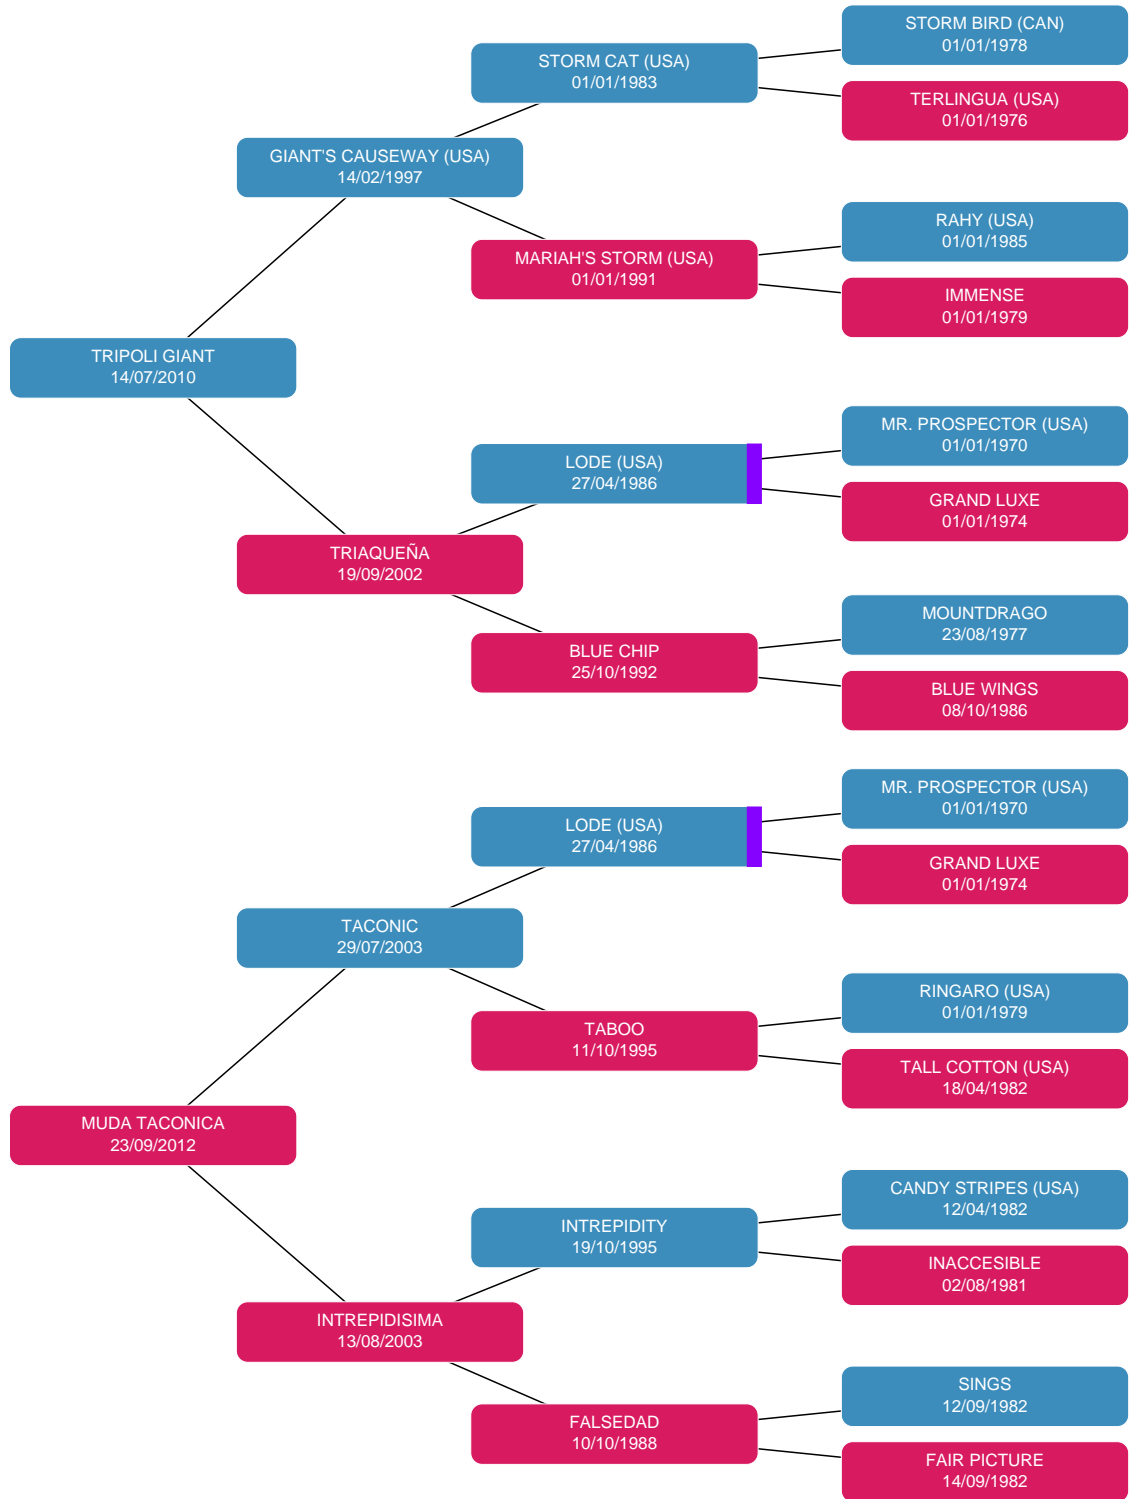 STORM BIRD (CAN)
01/01/1978
STORM CAT (USA)
01/01/1983
TERLINGUA (USA)
01/01/1976
GIANT'S CAUSEWAY (USA)
14/02/1997
RAHY (USA)
01/01/1985
MARIAH'S STORM (USA)
01/01/1991
IMMENSE
01/01/1979
TRIPOLI GIANT
14/07/2010
MR. PROSPECTOR (USA)
01/01/1970
LODE (USA)
27/04/1986
GRAND LUXE
01/01/1974
TRIAQUEÑA
19/09/2002
MOUNTDRAGO
23/08/1977
BLUE CHIP
25/10/1992
BLUE WINGS
08/10/1986
MR. PROSPECTOR (USA)
01/01/1970
LODE (USA)
27/04/1986
GRAND LUXE
01/01/1974
TACONIC
29/07/2003
RINGARO (USA)
01/01/1979
TABOO
11/10/1995
TALL COTTON (USA)
18/04/1982
MUDA TACONICA
23/09/2012
CANDY STRIPES (USA)
12/04/1982
INTREPIDITY
19/10/1995
INACCESIBLE
02/08/1981
INTREPIDISIMA
13/08/2003
SINGS
12/09/1982
FALSEDAD
10/10/1988
FAIR PICTURE
14/09/1982